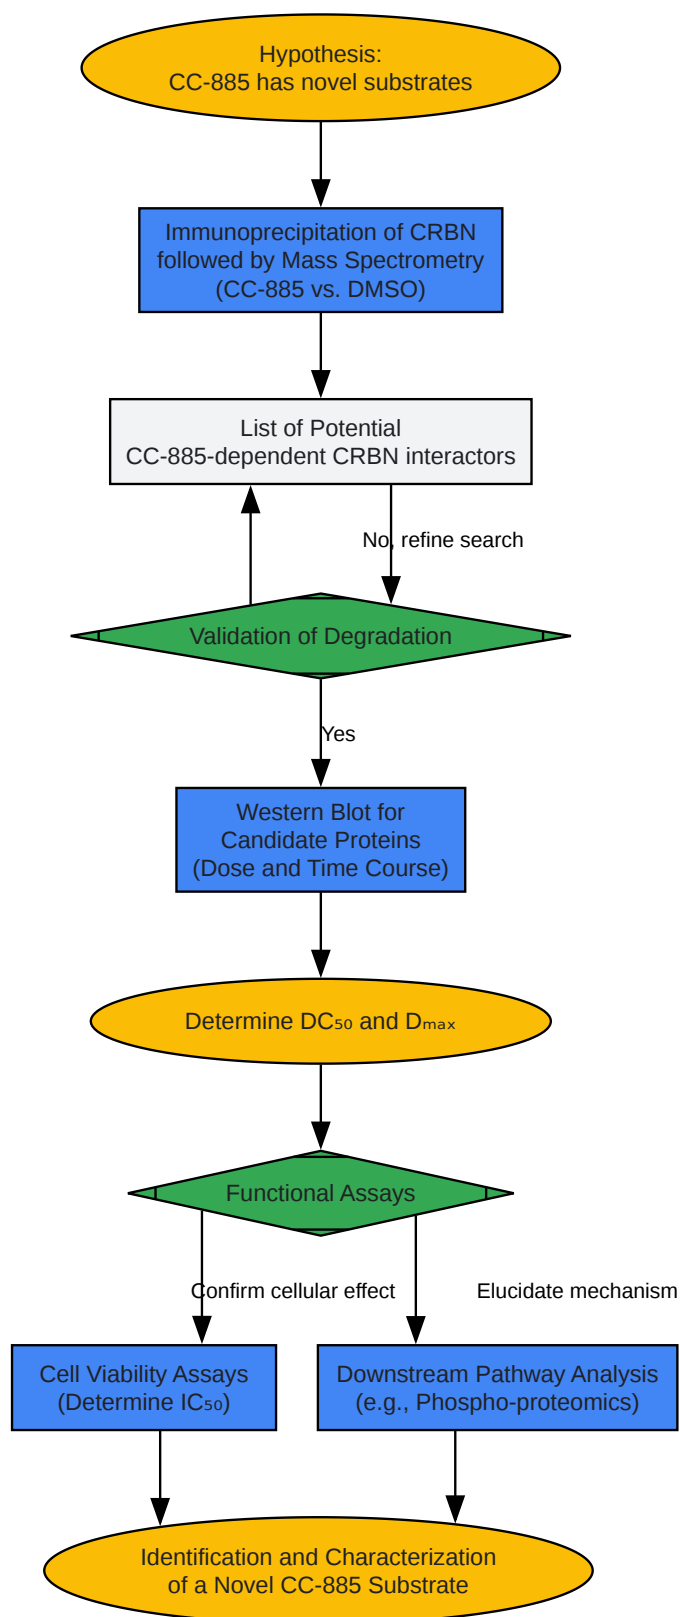 Hypothesis:
CC-885 has novel substrates
Immunoprecipitation of CRBN
followed by Mass Spectrometry
(CC-885 vs. DMSO)
List of Potential
CC-885-dependent CRBN interactors
No, refine search
Validation of Degradation
Yes
Western Blot for
Candidate Proteins
(Dose and Time Course)
Determine DC₅₀ and Dₘₐₓ
Functional Assays
Confirm cellular effect
Elucidate mechanism
Cell Viability Assays
(Determine IC₅₀)
Downstream Pathway Analysis
(e.g., Phospho-proteomics)
Identification and Characterization
of a Novel CC-885 Substrate